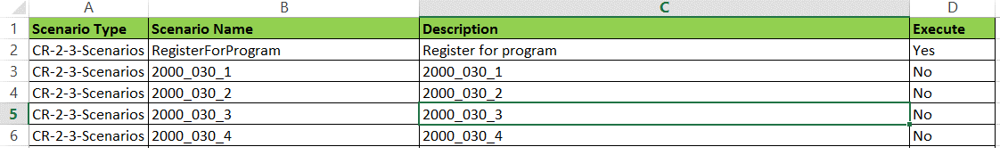 A B C D
1 Scenario Type Scenario Name Description Execute
2 CR-2-3-Scenarios RegisterForProgram Register for program Yes
3 CR-2-3-Scenarios 2000_030_1 2000_030_1 No
4 CR-2-3-Scenarios 2000_030_2 2000_030_2 No
5 CR-2-3-Scenarios 2000_030_3 2000_030_3 No
6 CR-2-3-Scenarios 2000_030_4 2000_030_4 No